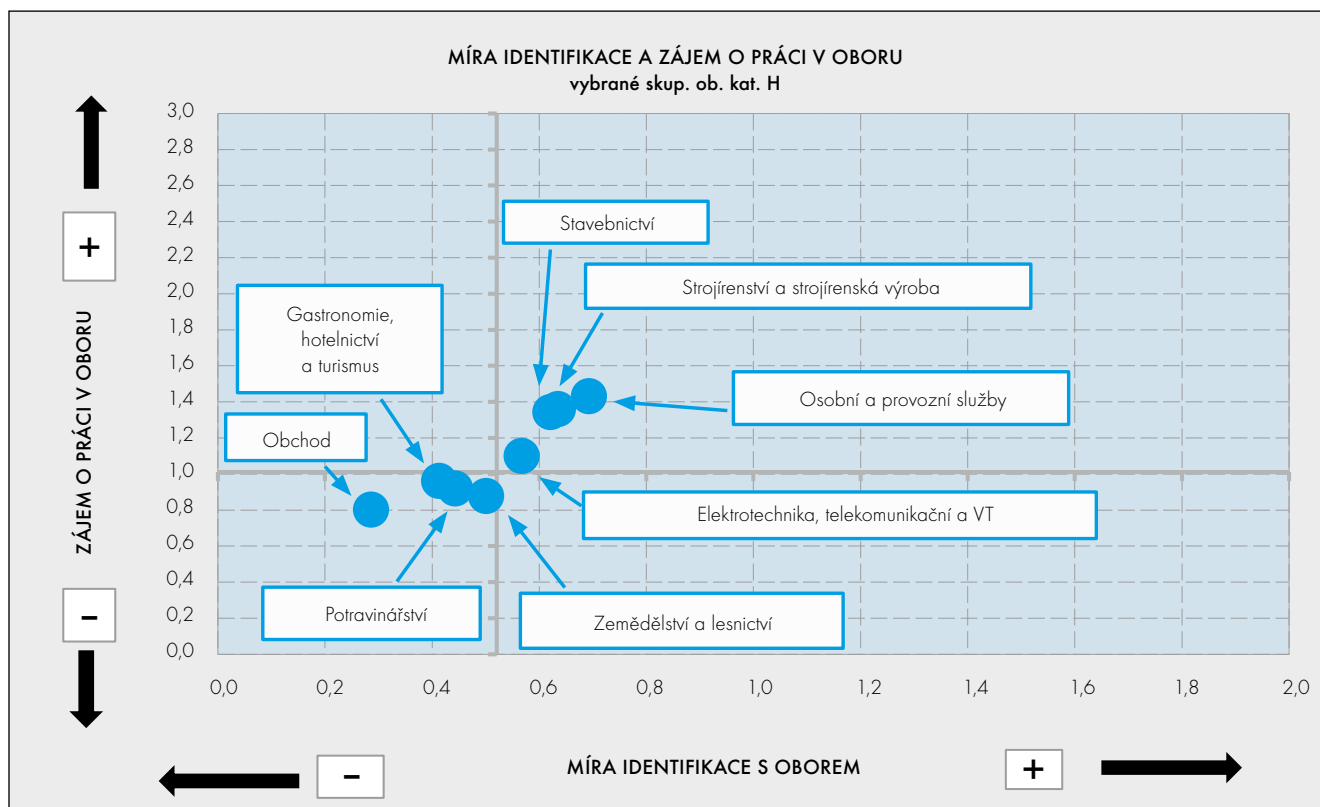 MÍRA IDENTIFIKACE A ZÁJEM O PRÁCI V OBORU
vybrané skup. ob. kat. H
3,0
2,8
2,6
2,4
2,2
2,0
1,8
1,6
1,4
1,2
1,0
0,8
0,6
0,4
0,2
0,0
+
ZÁJEM O PRÁCI V OBORU
–
Stavebnictví
Strojírenství a strojírenská výroba
Gastronomie,
hotelnictví
a turismus
Osobní a provozní služby
Obchod
Elektrotechnika, telekomunikační a VT
Potravinářství
Zemědělství a lesnictví
0,0 0,2 0,4 0,6 0,8 1,0 1,2 1,4 1,6 1,8 2,0
– MÍRA IDENTIFIKACE S OBOREM +